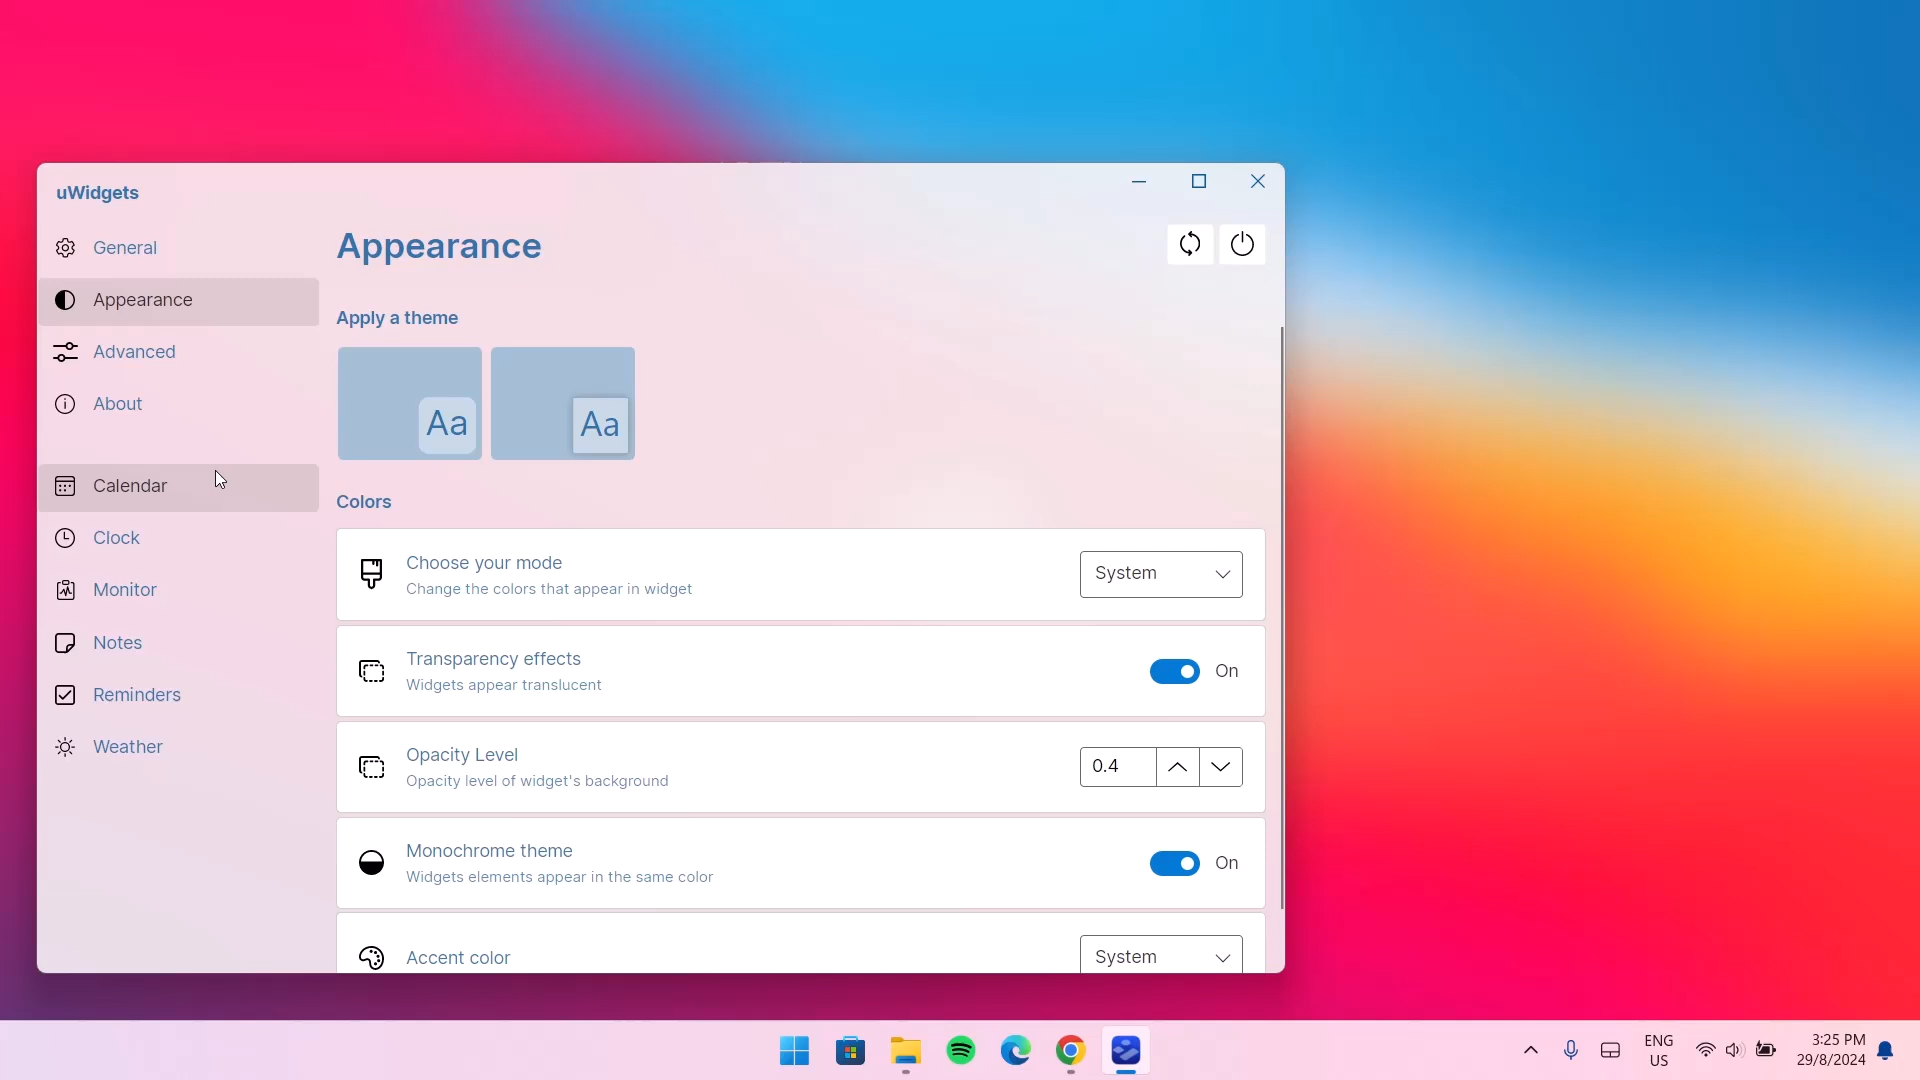 uWidgets
General
Appearance
Advanced
About
Calendar
Clock
Monitor
Notes
Reminders
Weather
Appearance
Apply a theme
Aa
Aa
Colors
Choose your mode
Change the colors that appear in widget
System
Transparency effects
Widgets appear translucent
On
Opacity Level
Opacity level of widget's background
0.4
Monochrome theme
Widgets elements appear in the same color
On
Accent color
System
ENG
US
3:25 PM
29/8/2024